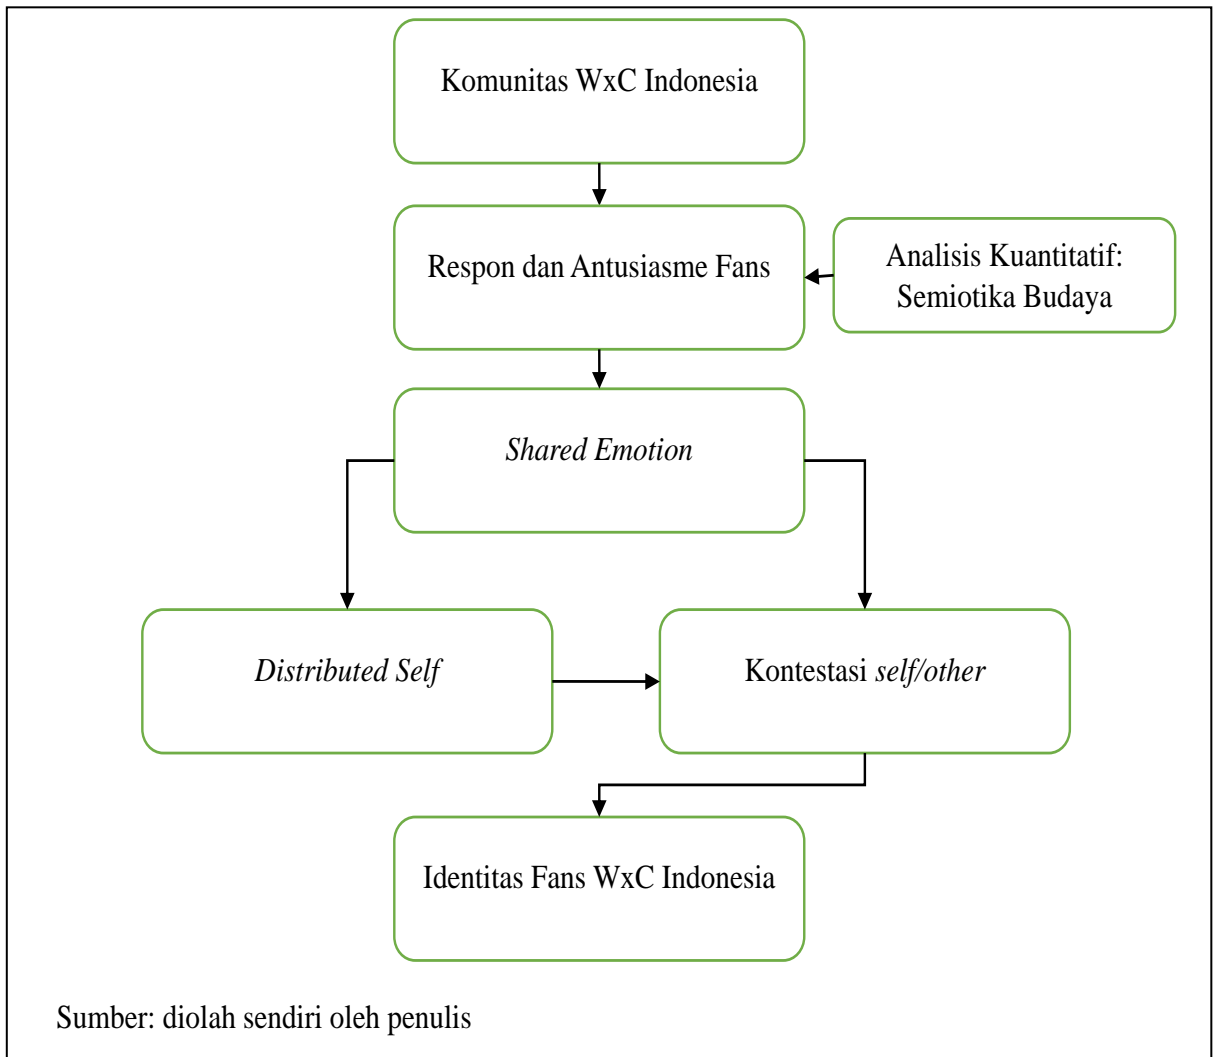 Komunitas WxC Indonesia
Respon dan Antusiasme Fans
Analisis Kuantitatif:
Semiotika Budaya
Shared Emotion
Distributed Self
Kontestasi self/other
Identitas Fans WxC Indonesia
Sumber: diolah sendiri oleh penulis